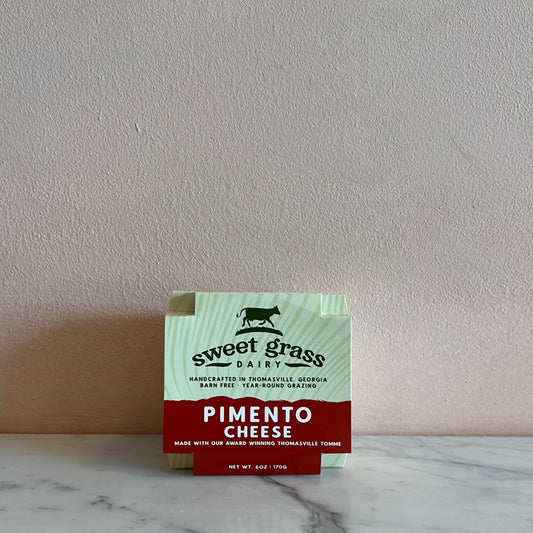 sweet grass
DAIRY
HANDCRAFTED IN THOMASVILLE, GEORGIA
BARN FREE · YEAR-ROUND GRAZING
PIMENTO
CHEESE
MADE WITH OUR AWARD WINNING THOMASVILLE TOMME
NET WT. 6OZ | 170G